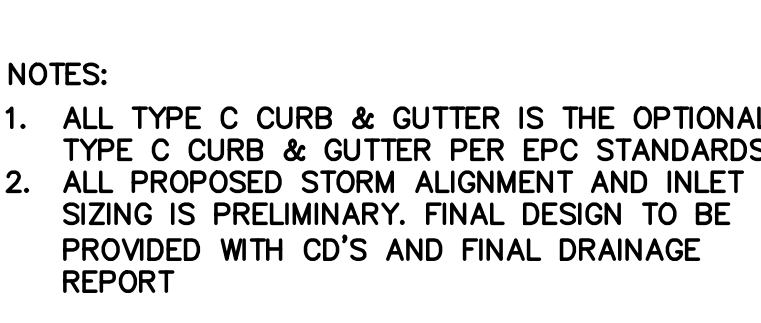 NOTES:
1. ALL TYPE C CURB & GUTTER IS THE OPTIONAL
TYPE C CURB & GUTTER PER EPC STANDARDS
2. ALL PROPOSED STORM ALIGNMENT AND INLET
SIZING IS PRELIMINARY. FINAL DESIGN TO BE
PROVIDED WITH CD'S AND FINAL DRAINAGE
REPORT